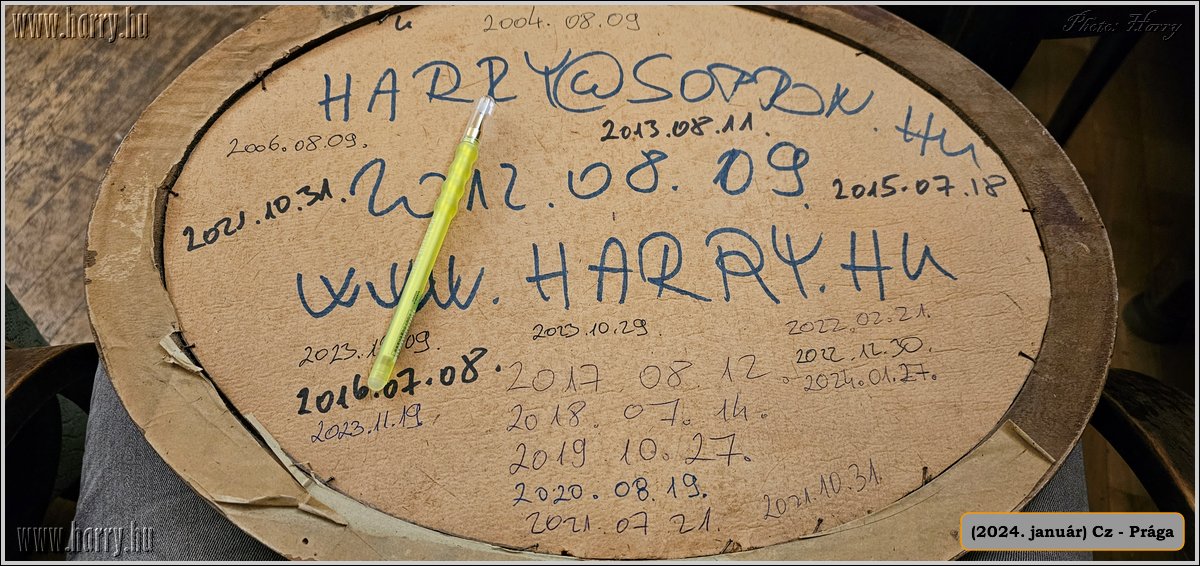 www.harry.hu
Photo: Harry
2004.08.09
HARRY@SOPRON.HU
2006.08.09.
2013.08.11.
2012.08.09.
2015.07.18
2021.10.31.
WWW.HARRY.HU
2023.10.29.
2022.02.21.
2022.12.30.
2024.01.27.
2016.07.08.
2017 08.12.
2023.11.19.
2018. 07. 14.
2019 10.27.
2020.08.19.
2021.10.31.
2021.07 21.
www.harry.hu
(2024. január) Cz - Prága